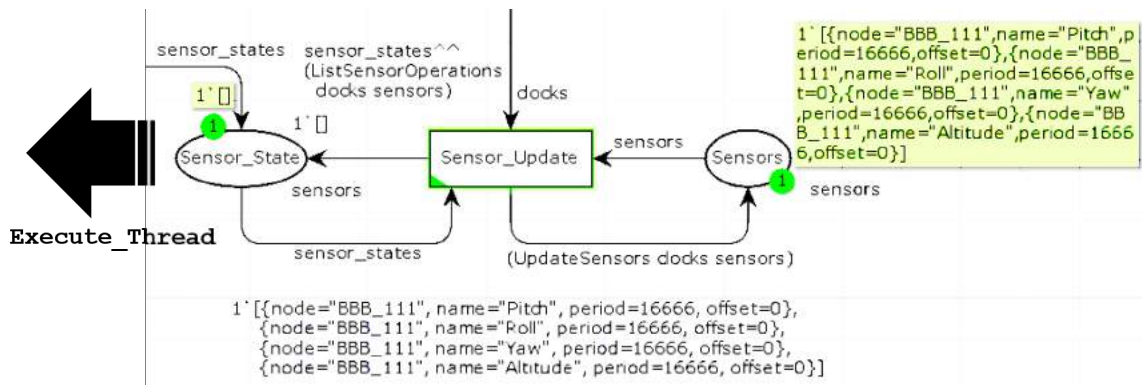 sensor_states
sensor_states^^
(ListSensorOperations
docks sensors)
docks
1`[{node="BBB_111",name="Pitch",p
eriod=16666,offset=0},{node="BBB_
111",name="Roll",period=16666,offse
t=0},{node="BBB_111",name="Yaw"
,period=16666,offset=0},{node="BB
B_111",name="Altitude",period=1666
6,offset=0}]
1`[]
1
1`[]
Sensor_State
Sensor_Update
sensors
Sensors
1
sensors
sensors
Execute_Thread
sensor_states
(UpdateSensors docks sensors)
1`[{node="BBB_111", name="Pitch", period=16666, offset=0},
{node="BBB_111", name="Roll", period=16666, offset=0},
{node="BBB_111", name="Yaw", period=16666, offset=0},
{node="BBB_111", name="Altitude", period=16666, offset=0}]